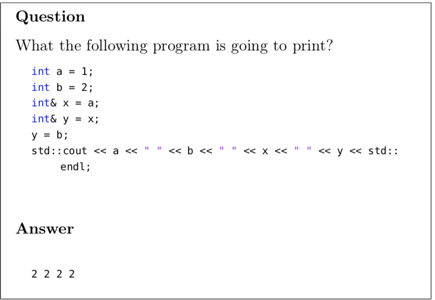 Question
What the following program is going to print?
int a = 1;
int b = 2;
int& x = a;
int& y = x;
y = b;
std::cout << a << " " << b << " " << x << " " << y << std::
endl;
Answer
2 2 2 2